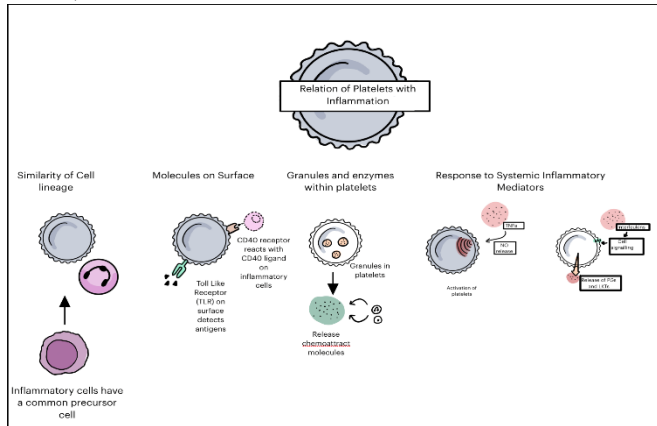 Relation of Platelets with
Inflammation
Similarity of Cell
lineage
Molecules on Surface
Granules and enzymes
within platelets
Response to Systemic Inflammatory
Mediators
CD40 receptor
reacts with
CD40 ligand
on
inflammatory
cells
Toll Like
Receptor (TLR) on
surface
detects
antigens
Granules in
platelets
Release
chemoattract
molecules
TNFα
NO
release
Activation of
platelets
Cell
signalling
Release of PGs
Inflammatory cells have
a common precursor
cell